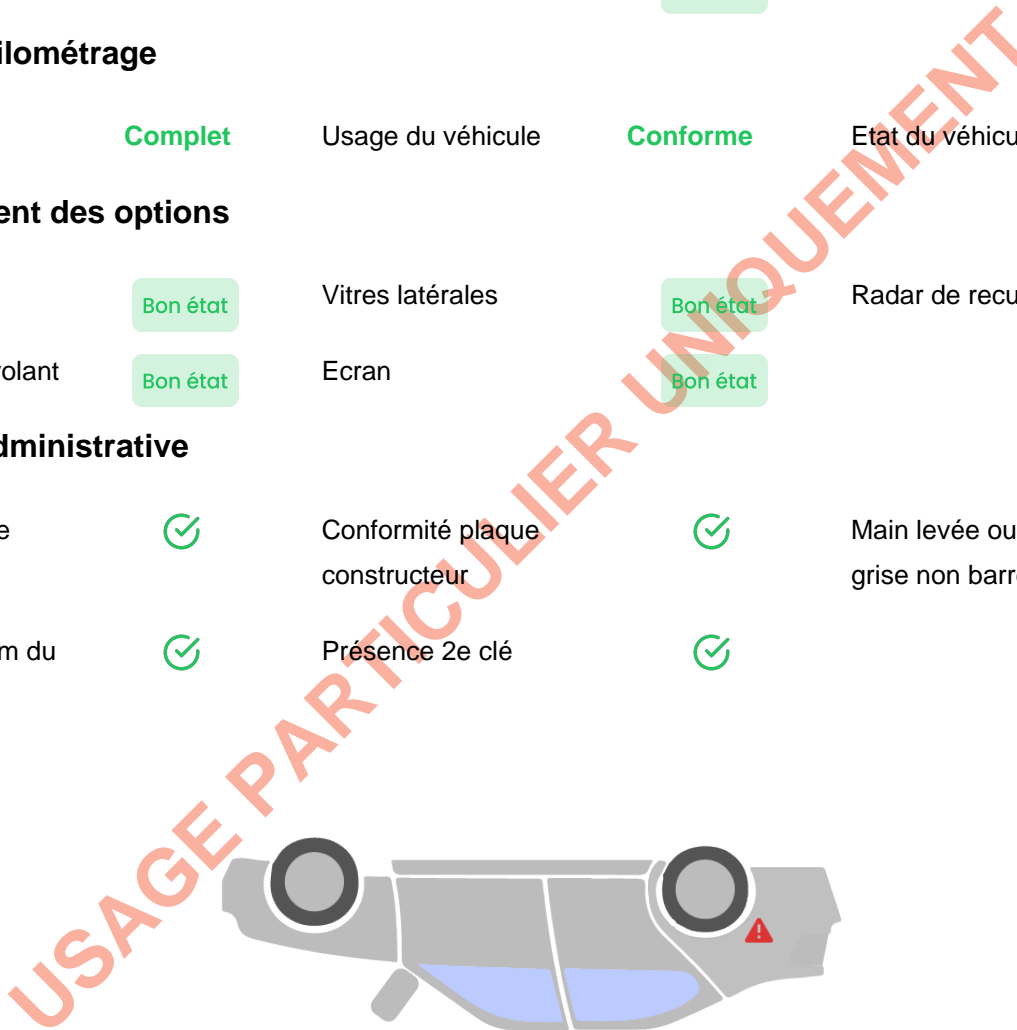 ilométrage
Complet Usage du véhicule Conforme Etat du véhicu
ent des options
Bon état Vitres latérales Bon état Radar de recu
olant Bon état Ecran Bon état
dministrative
e Conformité plaque Main levée ou
constructeur grise non barr
m du Présence 2e clé
USAGE PARTICULIER UNIQUEMENT